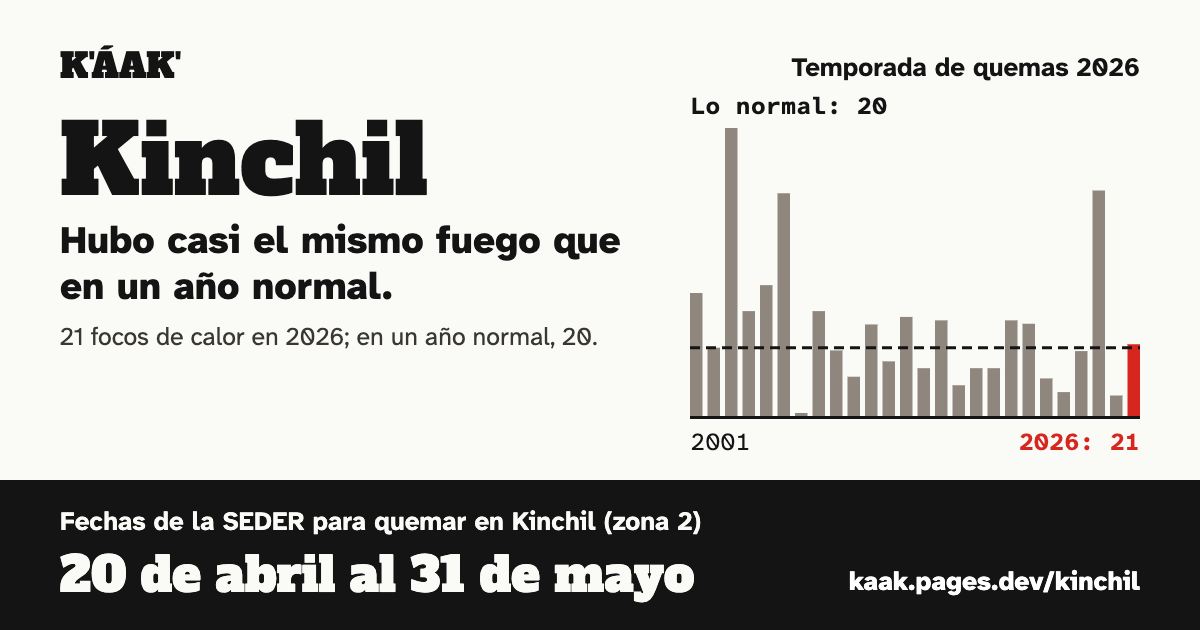 K'ÁAK'
Kinchil
Hubo casi el mismo fuego que
en un año normal.
21 focos de calor en 2026; en un año normal, 20.
Temporada de quemas 2026
Lo normal: 20
2001
2026: 21
Fechas de la SEDER para quemar en Kinchil (zona 2)
20 de abril al 31 de mayo
kaak.pages.dev/kinchil